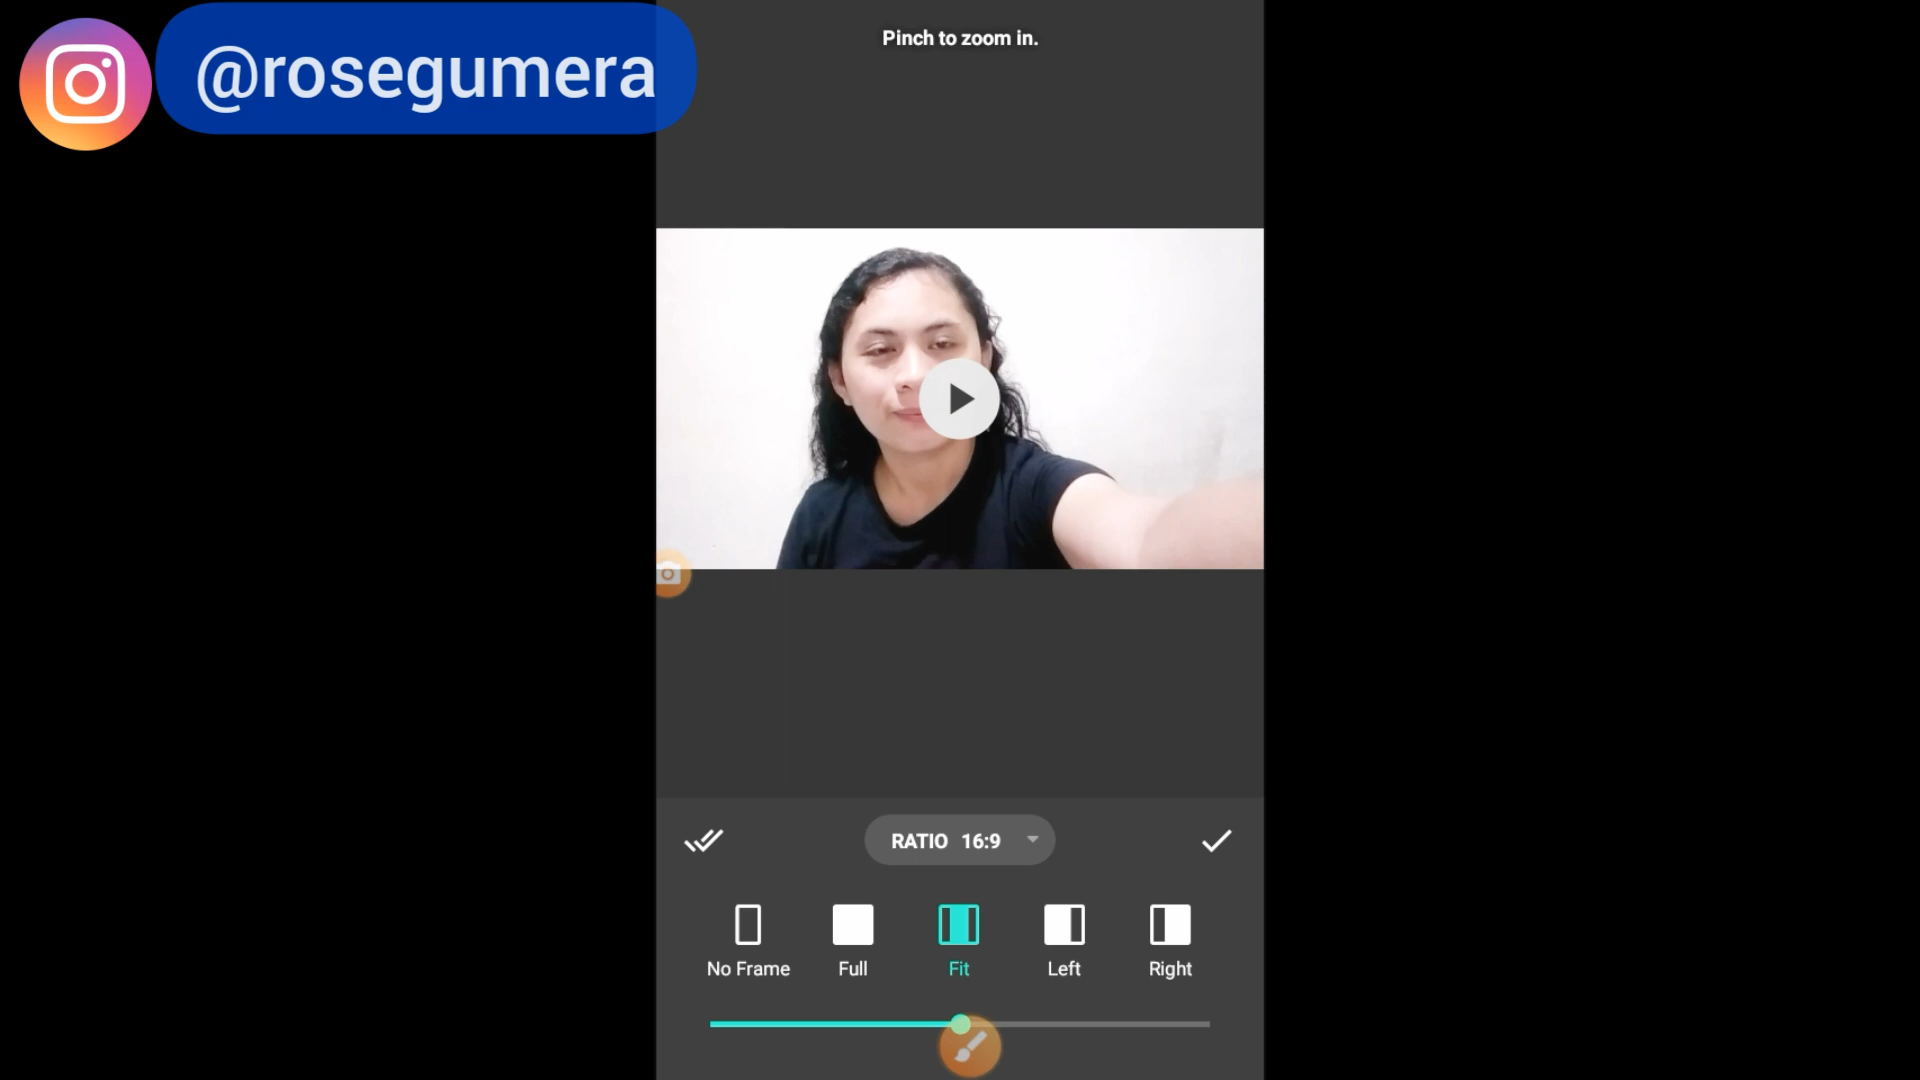 @rosegumera
Pinch to zoom in.
RATIO 16:9
No Frame
Full
Fit
Left
Right